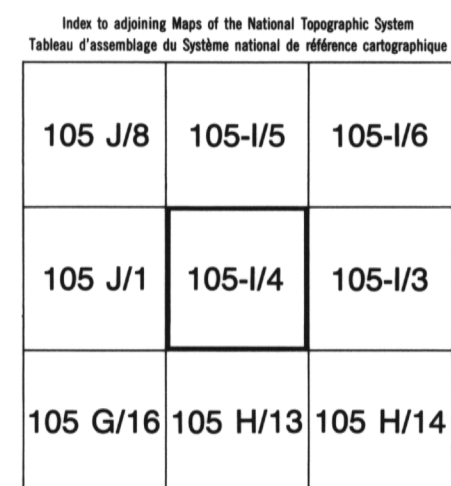 Index to adjoining Maps of the National Topographic System
Tableau d'assemblage du Système national de référence cartographique
105 J/8 105-I/5 105-I/6
105 J/1 105-I/4 105-I/3
105 G/16 105 H/13 105 H/14